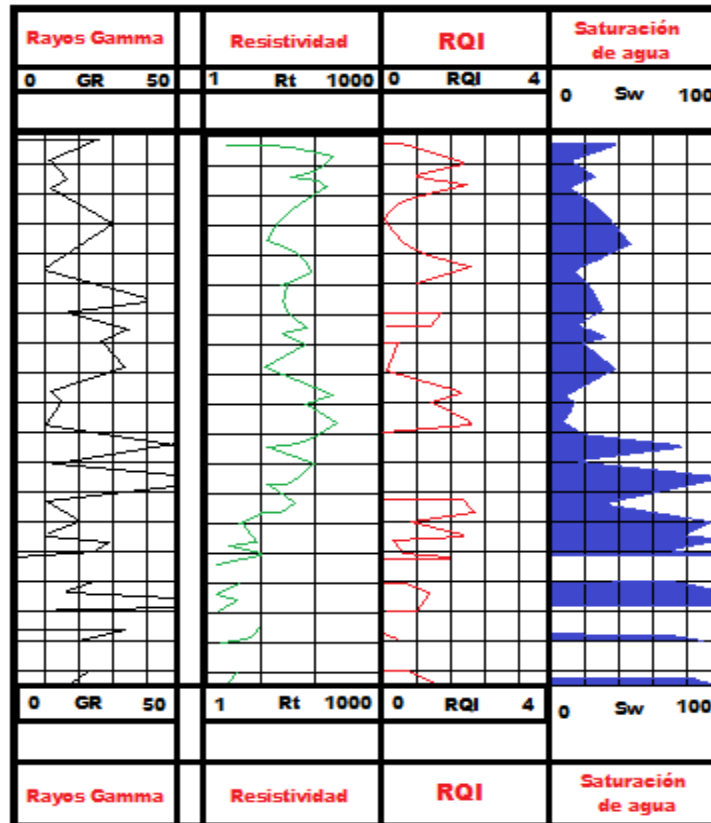 Rayos Gamma
Resistividad
RQI
Saturación
de agua
0 GR 50
1 Rt 1000
0 RQI 4
0 Sw 100
0 GR 50
1 Rt 1000
0 RQI 4
0 Sw 100
Rayos Gamma
Resistividad
RQI
Saturación
de agua